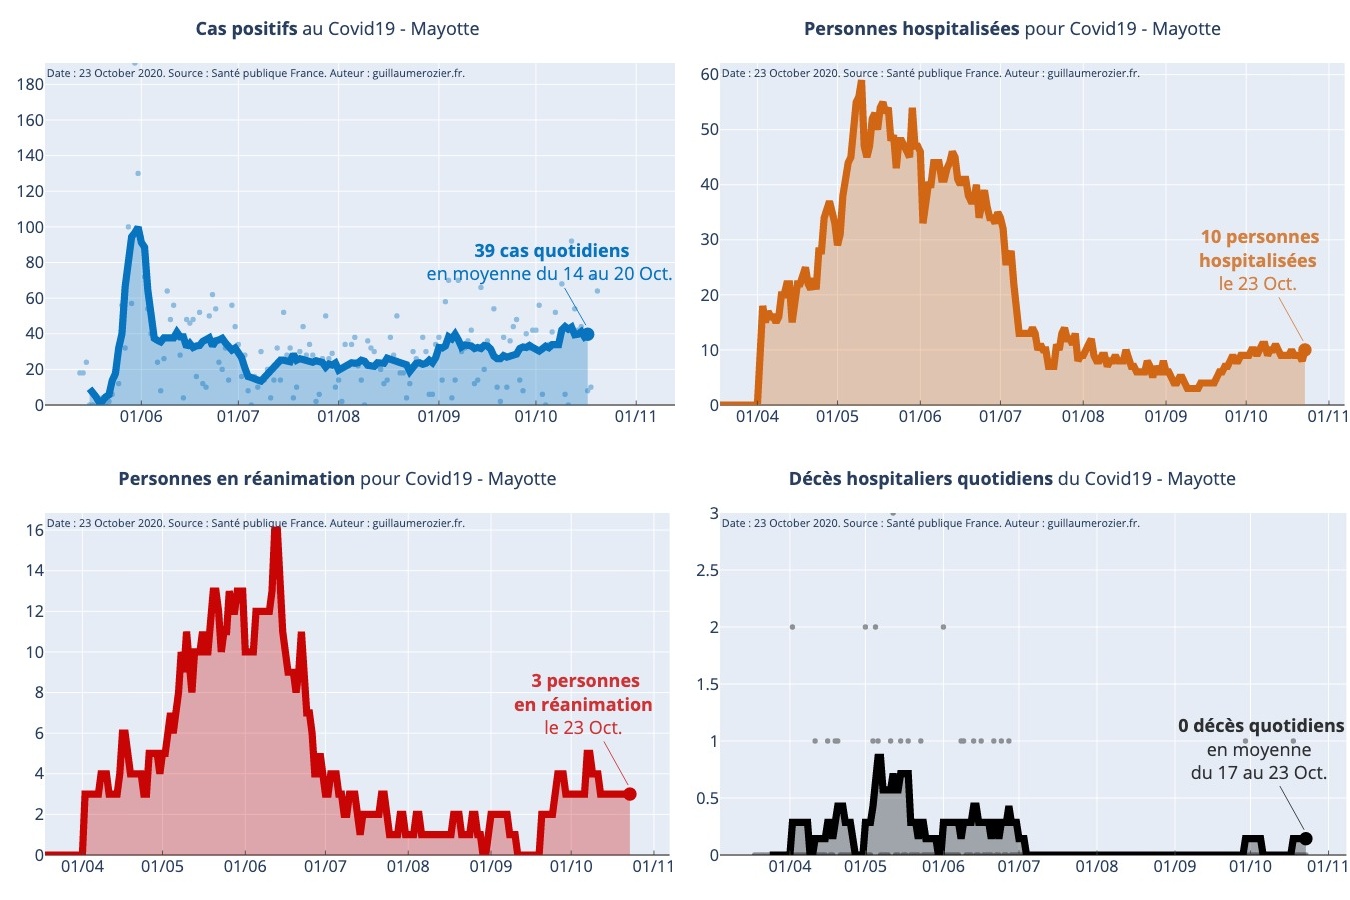 Cas positifs au Covid19 - Mayotte
Date : 23 October 2020. Source : Santé publique France. Auteur : guillaumerozier.fr.
180
160
140
120
100
80
60
40
20
0
39 cas quotidiens
en moyenne du 14 au 20 Oct.
01/06 01/07 01/08 01/09 01/10 01/11
Personnes hospitalisées pour Covid19 - Mayotte
Date : 23 October 2020. Source : Santé publique France. Auteur : guillaumerozier.fr.
60
50
40
30
20
10
0
10 personnes
hospitalisées
le 23 Oct.
01/04 01/05 01/06 01/07 01/08 01/09 01/10 01/11
Personnes en réanimation pour Covid19 - Mayotte
Date : 23 October 2020. Source : Santé publique France. Auteur : guillaumerozier.fr.
16
14
12
10
8
6
4
2
0
3 personnes
en réanimation
le 23 Oct.
01/04 01/05 01/06 01/07 01/08 01/09 01/10 01/11
Décès hospitaliers quotidiens du Covid19 - Mayotte
Date : 23 October 2020. Source : Santé publique France. Auteur : guillaumerozier.fr.
3
2.5
2
1.5
1
0.5
0
0 décès quotidiens
en moyenne
du 17 au 23 Oct.
01/04 01/05 01/06 01/07 01/08 01/09 01/10 01/11